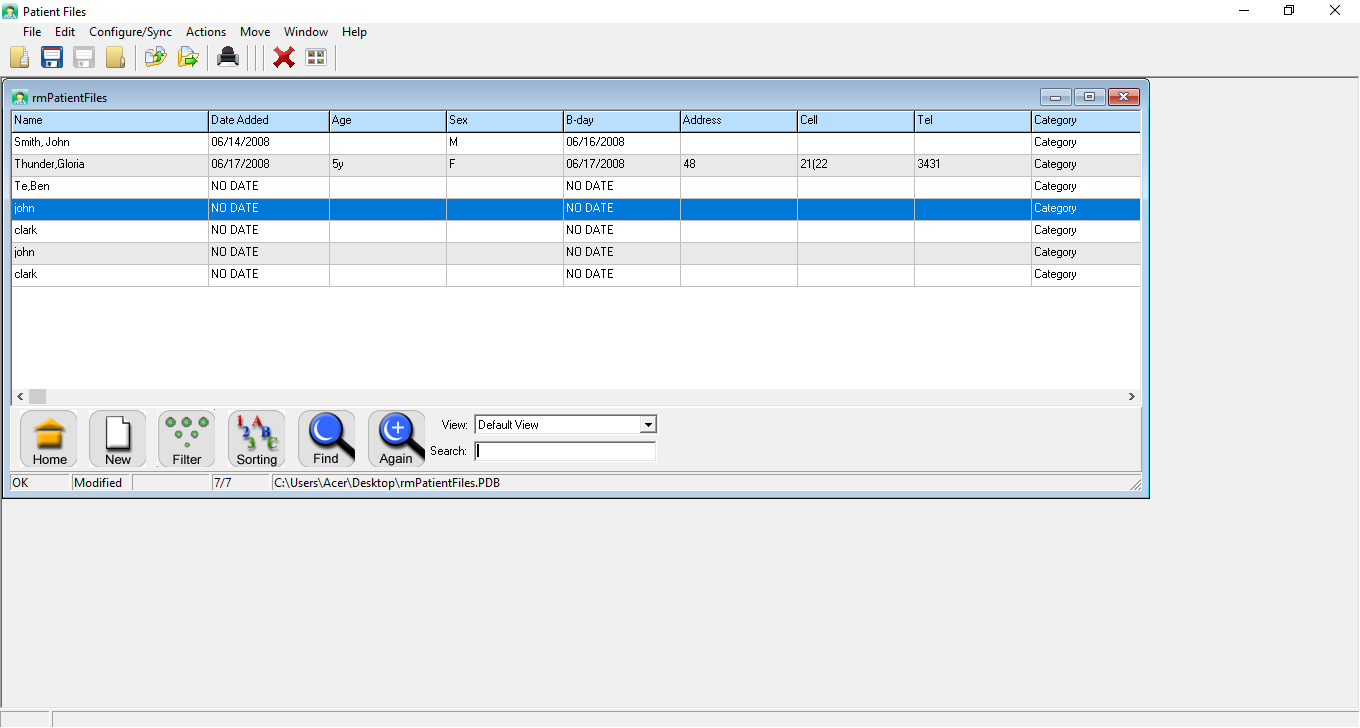 Patient Files
File Edit Configure/Sync Actions Move Window Help
rmPatientFiles
Name Date Added Age Sex B-day Address Cell Tel Category
Smith, John 06/14/2008 M 06/16/2008 Category
Thunder,Gloria 06/17/2008 5y F 06/17/2008 48 21(22 3431 Category
Te,Ben NO DATE NO DATE Category
john NO DATE NO DATE Category
clark NO DATE NO DATE Category
john NO DATE NO DATE Category
clark NO DATE NO DATE Category
Home New Filter Sorting Find Again
View: Default View
Search:
OK Modified 7/7 C:\Users\Acer\Desktop\rmPatientFiles.PDB